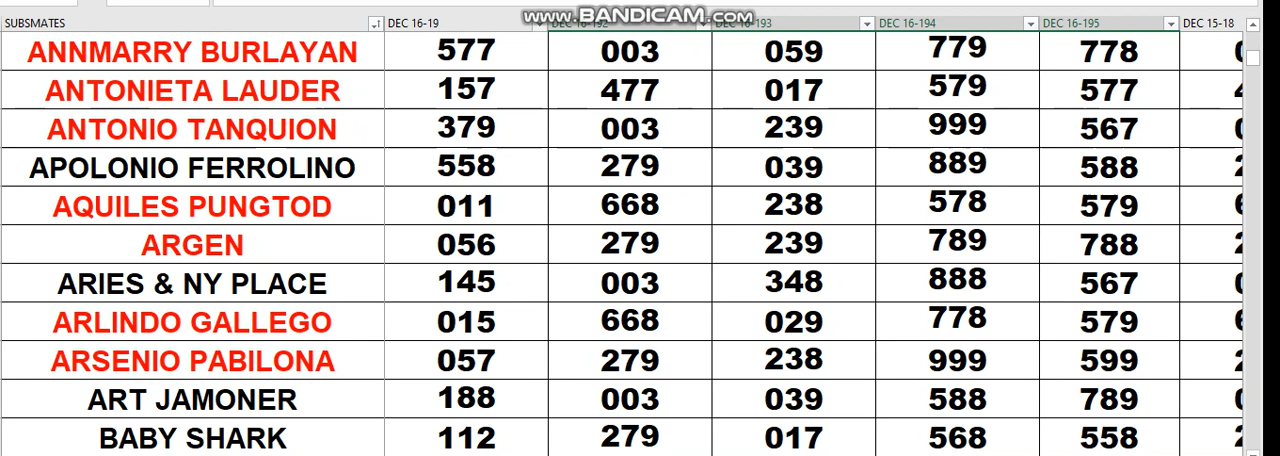 www.BANDICAM.com
SUBSMATES DEC 16-19 DEC 16-192 DEC 16-193 DEC 16-194 DEC 16-195 DEC 15-18
ANNMARRY BURLAYAN 577 003 059 779 778
ANTONIETA LAUDER 157 477 017 579 577
ANTONIO TANQUION 379 003 239 999 567
APOLONIO FERROLINO 558 279 039 889 588
AQUILES PUNGTOD 011 668 238 578 579
ARGEN 056 279 239 789 788
ARIES & NY PLACE 145 003 348 888 567
ARLINDO GALLEGO 015 668 029 778 579
ARSENIO PABILONA 057 279 238 999 599
ART JAMONER 188 003 039 588 789
BABY SHARK 112 279 017 568 558